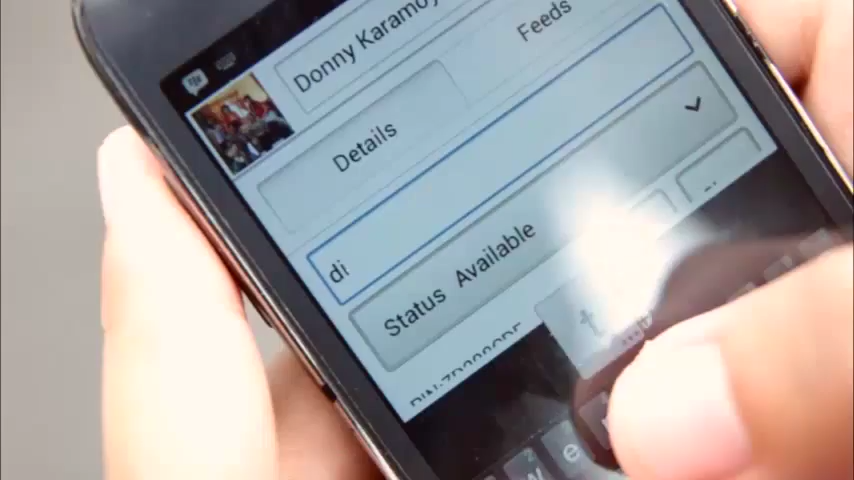 Donny Karamoy
Feeds
Details
di
Status Available
t
w
e